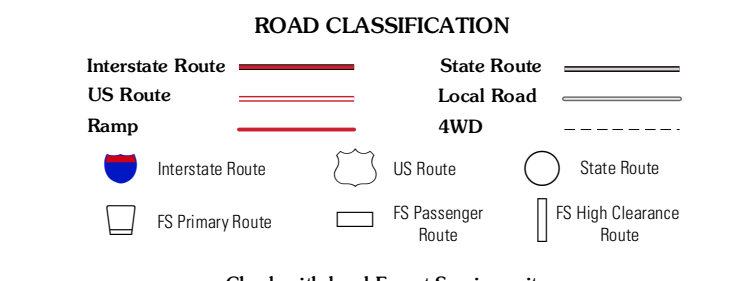 ROAD CLASSIFICATION
Interstate Route State Route
US Route Local Road
Ramp 4WD
Interstate Route US Route State Route
FS Primary Route FS Passenger Route FS High Clearance Route